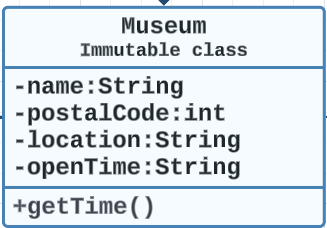 Museum
Immutable class
-name:String
-postalCode:int
-location:String
-openTime:String
+getTime()